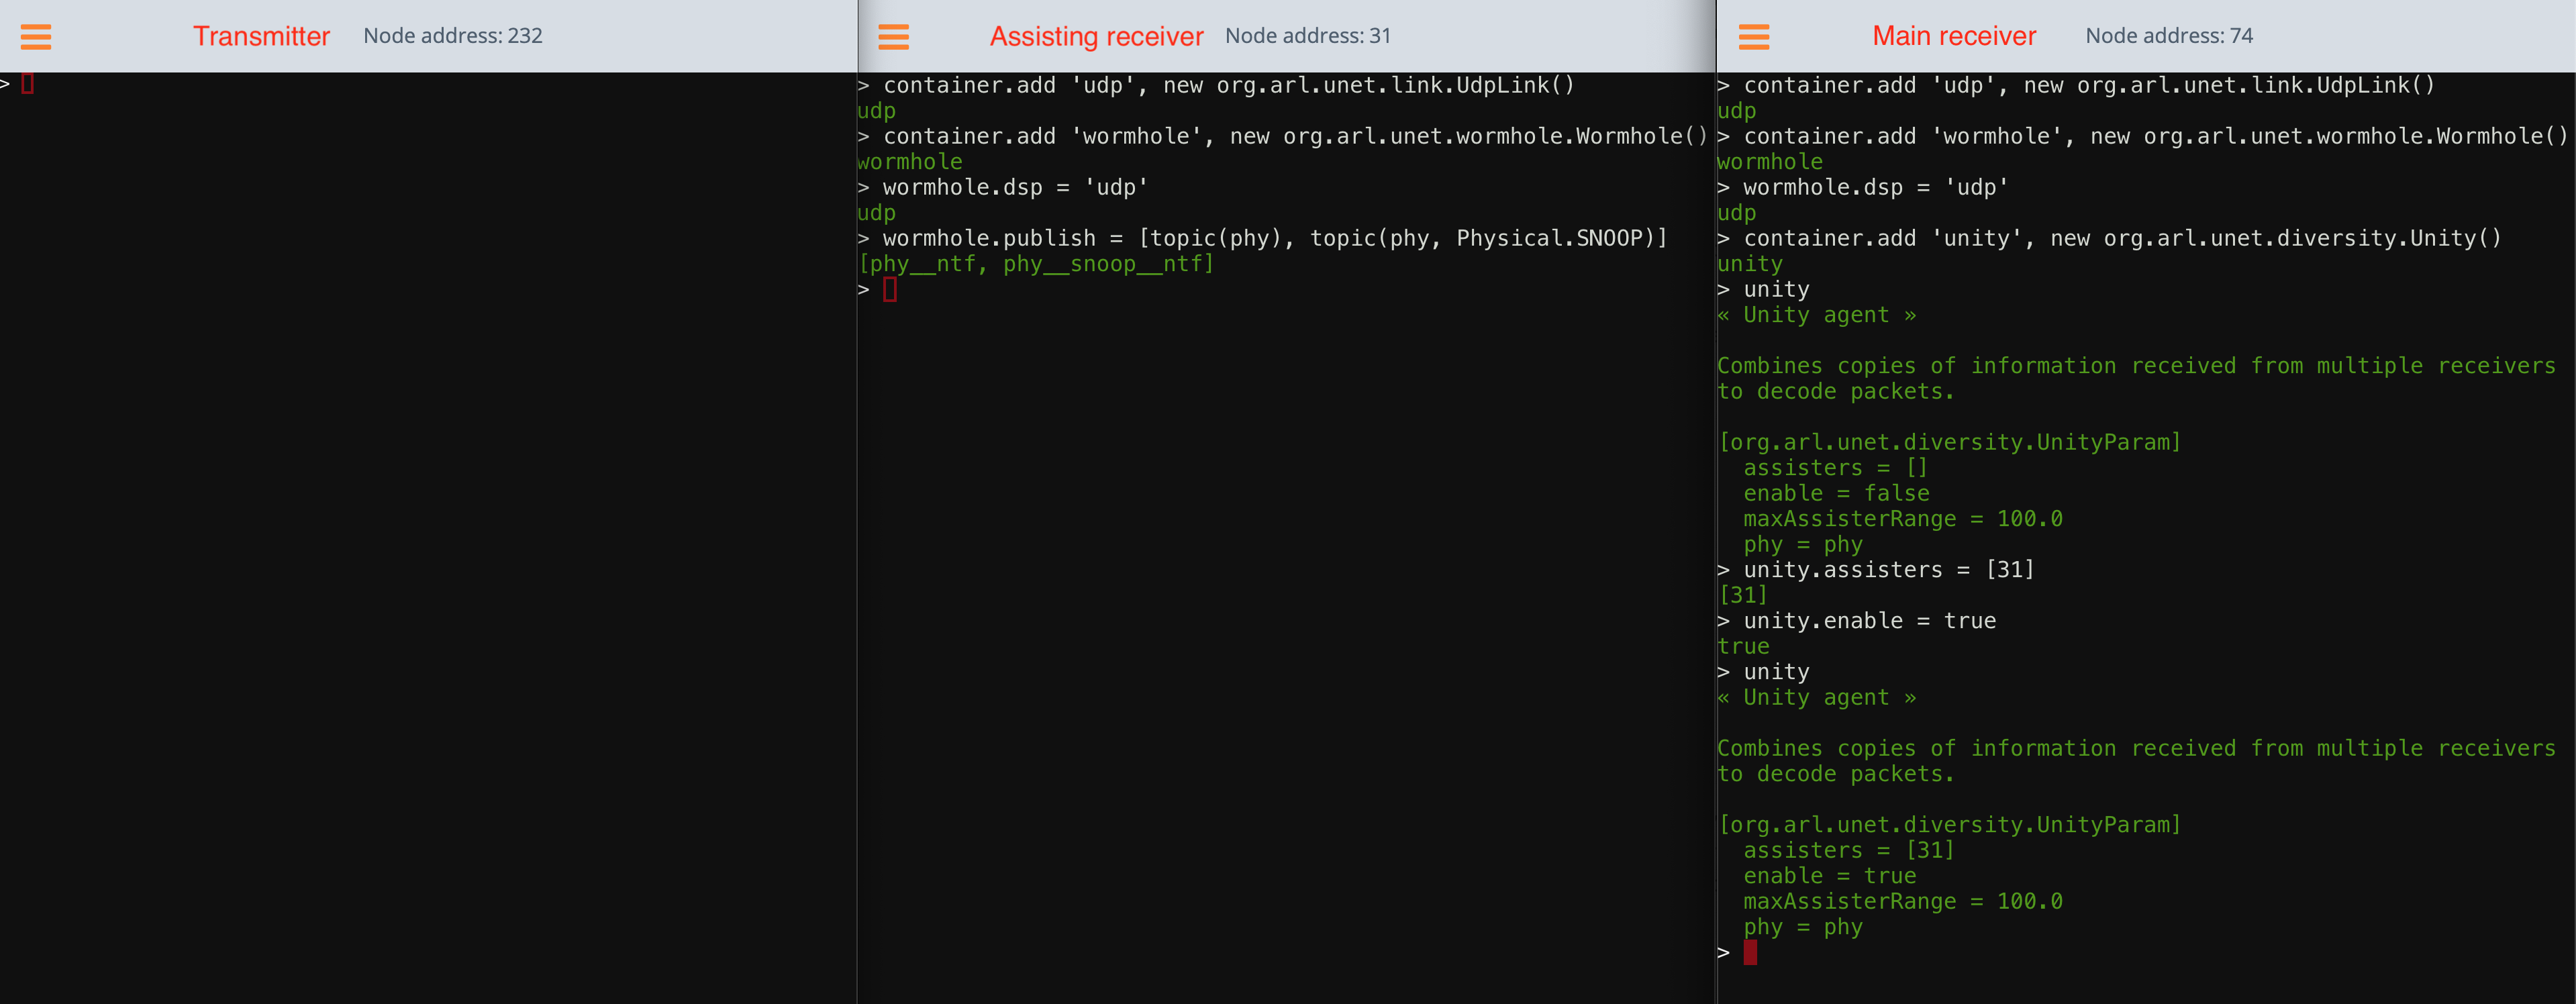 Transmitter Node address: 232
>
Assisting receiver Node address: 31
> container.add 'udp', new org.arl.unet.link.UdpLink()
udp
> container.add 'wormhole', new org.arl.unet.wormhole.Wormhole()
wormhole
> wormhole.dsp = 'udp'
udp
> wormhole.publish = [topic(phy), topic(phy, Physical.SNOOP)]
[phy__ntf, phy__snoop__ntf]
>
Main receiver Node address: 74
> container.add 'udp', new org.arl.unet.link.UdpLink()
udp
> container.add 'wormhole', new org.arl.unet.wormhole.Wormhole()
wormhole
> wormhole.dsp = 'udp'
udp
> container.add 'unity', new org.arl.unet.diversity.Unity()
unity
> unity
« Unity agent »
Combines copies of information received from multiple receivers
to decode packets.
[org.arl.unet.diversity.UnityParam]
assisters = []
enable = false
maxAssisterRange = 100.0
phy = phy
> unity.assisters = [31]
[31]
> unity.enable = true
true
> unity
« Unity agent »
Combines copies of information received from multiple receivers
to decode packets.
[org.arl.unet.diversity.UnityParam]
assisters = [31]
enable = true
maxAssisterRange = 100.0
phy = phy
>